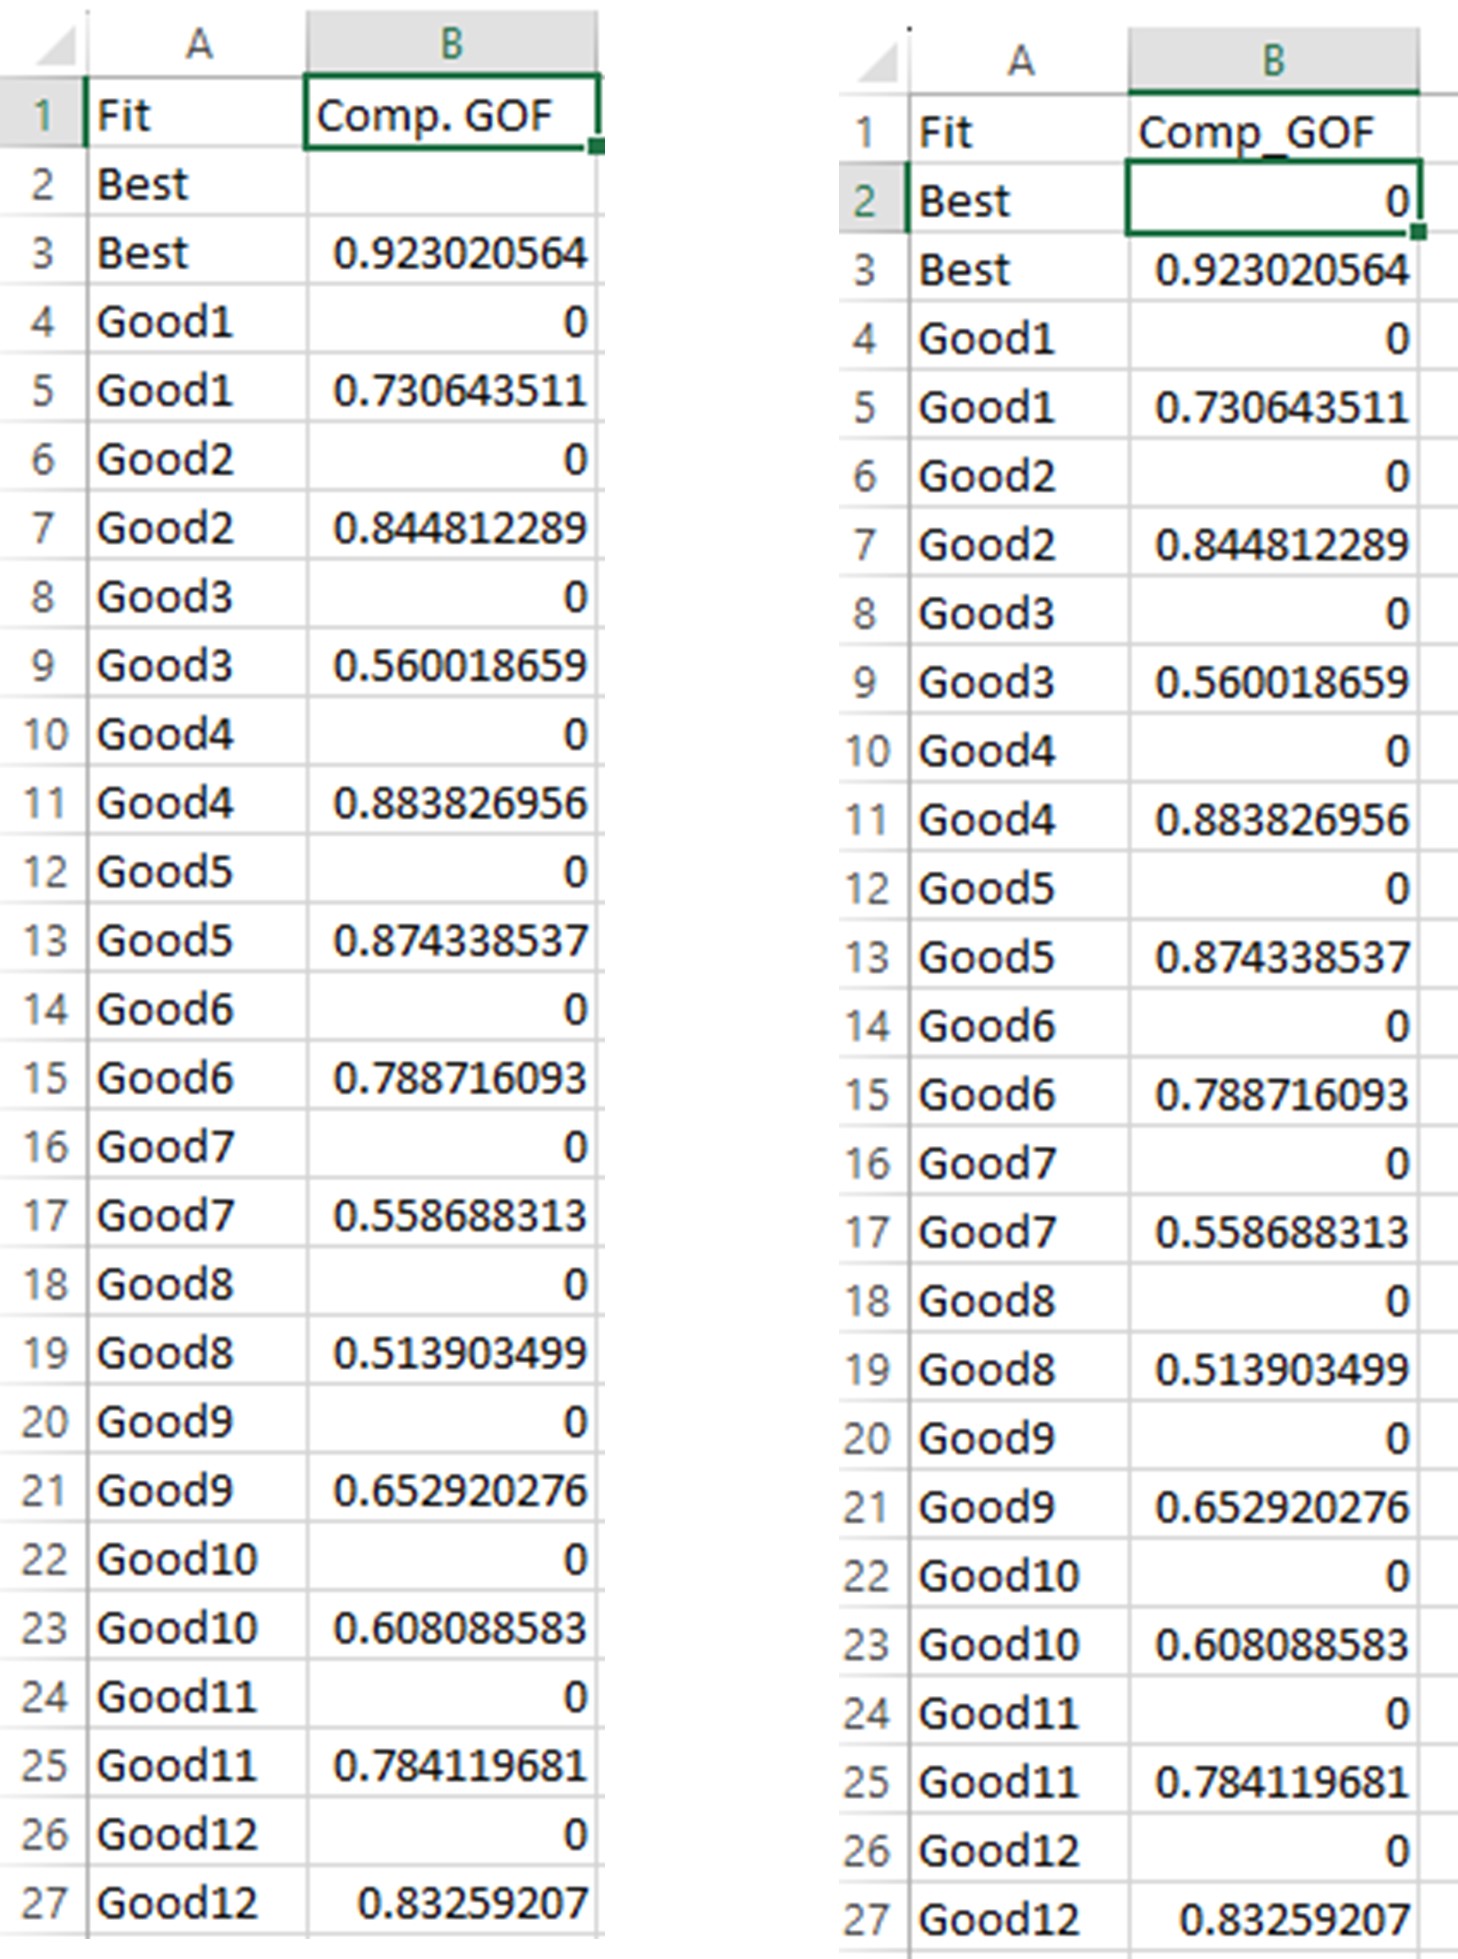 A B
1 Fit Comp. GOF
2 Best
3 Best 0.923020564
4 Good1 0
5 Good1 0.730643511
6 Good2 0
7 Good2 0.844812289
8 Good3 0
9 Good3 0.560018659
10 Good4 0
11 Good4 0.883826956
12 Good5 0
13 Good5 0.874338537
14 Good6 0
15 Good6 0.788716093
16 Good7 0
17 Good7 0.558688313
18 Good8 0
19 Good8 0.513903499
20 Good9 0
21 Good9 0.652920276
22 Good10 0
23 Good10 0.608088583
24 Good11 0
25 Good11 0.784119681
26 Good12 0
27 Good12 0.83259207
A B
1 Fit Comp_GOF
2 Best 0
3 Best 0.923020564
4 Good1 0
5 Good1 0.730643511
6 Good2 0
7 Good2 0.844812289
8 Good3 0
9 Good3 0.560018659
10 Good4 0
11 Good4 0.883826956
12 Good5 0
13 Good5 0.874338537
14 Good6 0
15 Good6 0.788716093
16 Good7 0
17 Good7 0.558688313
18 Good8 0
19 Good8 0.513903499
20 Good9 0
21 Good9 0.652920276
22 Good10 0
23 Good10 0.608088583
24 Good11 0
25 Good11 0.784119681
26 Good12 0
27 Good12 0.83259207